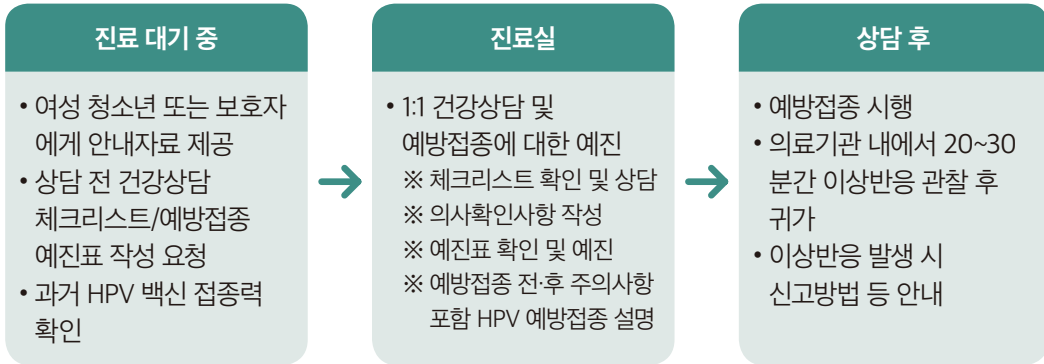 진료 대기 중
• 여성 청소년 또는 보호자
에게 안내자료 제공
• 상담 전 건강상담
체크리스트/예방접종
예진표 작성 요청
• 과거 HPV 백신 접종력
확인
진료실
• 1:1 건강상담 및
예방접종에 대한 예진
※ 체크리스트 확인 및 상담
※ 의사확인사항 작성
※ 예진표 확인 및 예진
※ 예방접종 전·후 주의사항
포함 HPV 예방접종 설명
상담 후
• 예방접종 시행
• 의료기관 내에서 20~30
분간 이상반응 관찰 후
귀가
• 이상반응 발생 시
신고방법 등 안내